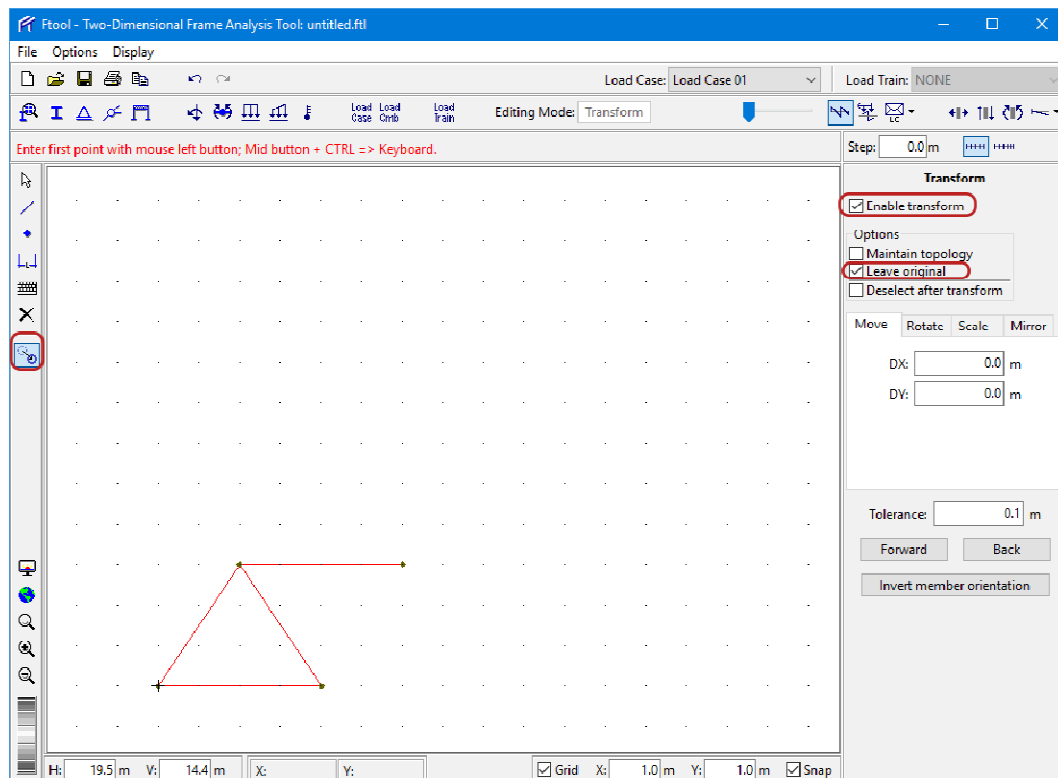 Ftool - Two-Dimensional Frame Analysis Tool: untitled.ftl
File Options Display
Load Case: Load Case 01 Load Train: NONE
Load Case Load Cmb Load Train Editing Mode: Transform LC
Enter first point with mouse left button; Mid button + CTRL => Keyboard. Step: 0.0 m
Transform
Enable transform
Options
Maintain topology
Leave original
Deselect after transform
Move Rotate Scale Mirror
DX: 0.0 m
DY: 0.0 m
Tolerance: 0.1 m
Forward Back
Invert member orientation
H: 19.5 m V: 14.4 m X: Y: Grid X: 1.0 m Y: 1.0 m Snap